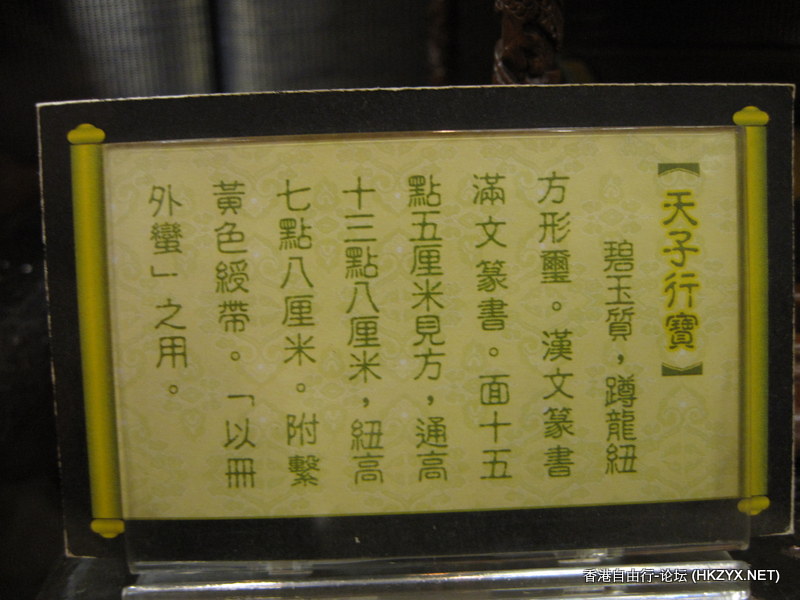 【天子行寶】
碧玉質，蹲龍紐
方形璽。漢文篆書
滿文篆書。面十五
點五厘米見方，通高
十三點八厘米，紐高
七點八厘米。附繫
黃色綬帶。「以冊
外蠻」之用。
香港自由行-论坛 (HKZYX.NET)